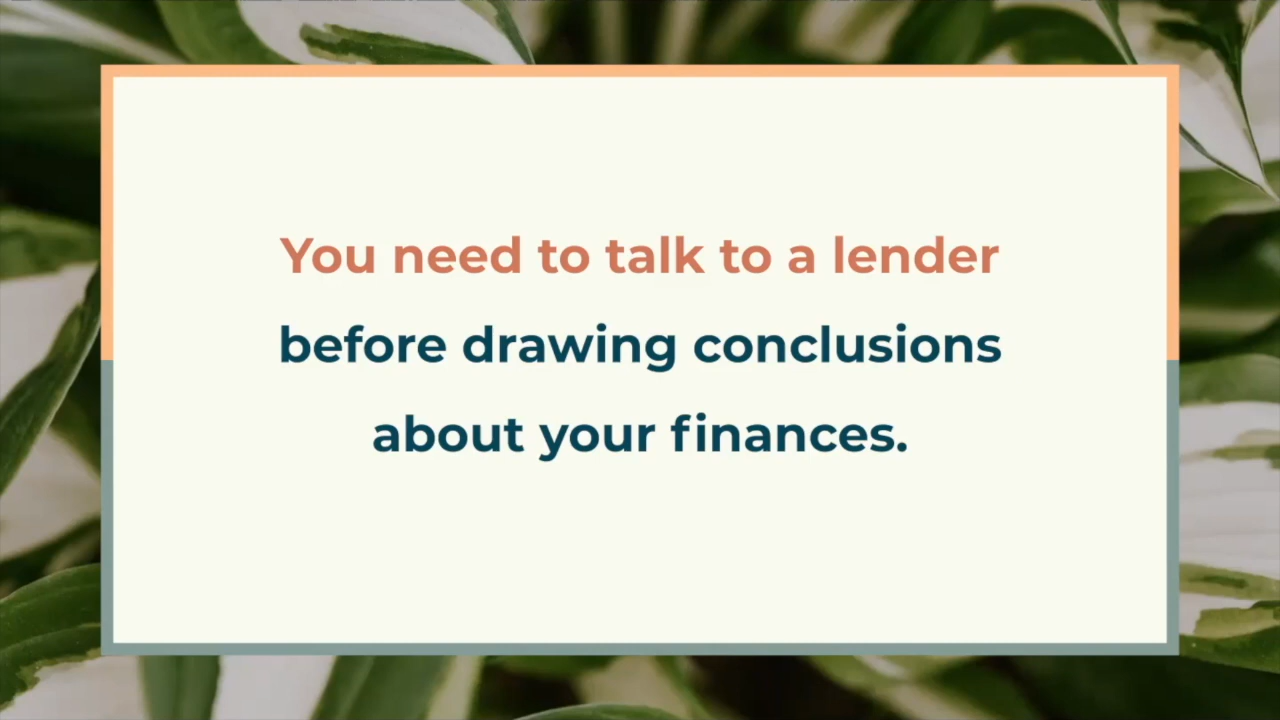 You need to talk to a lender
before drawing conclusions
about your finances.